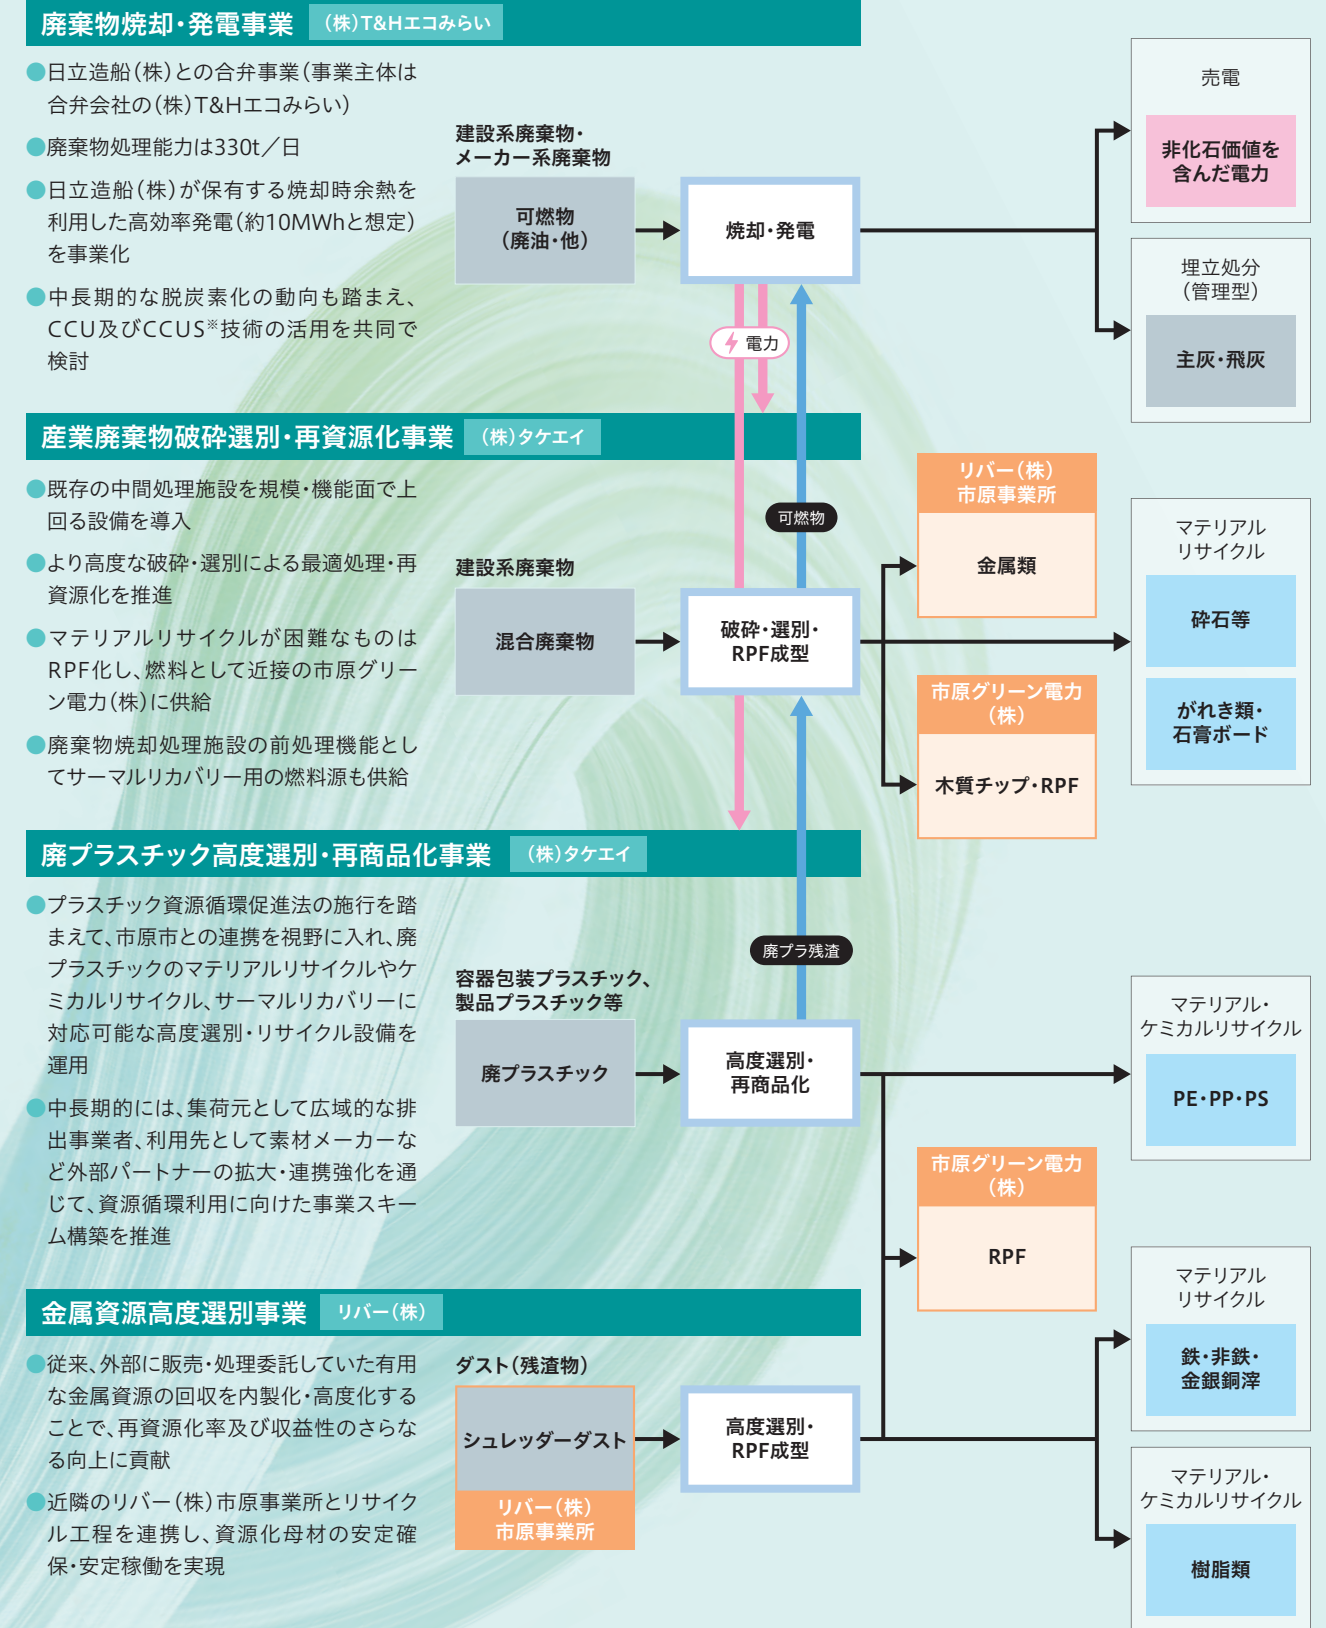 廃棄物焼却・発電事業 （株）T&Hエコみらい
●日立造船（株）との合弁事業（事業主体は
合弁会社の（株）T&Hエコみらい）
●廃棄物処理能力は330t／日
●日立造船（株）が保有する焼却時余熱を
利用した高効率発電（約10MWhと想定）
を事業化
●中長期的な脱炭素化の動向も踏まえ、
CCU及びCCUS※技術の活用を共同で
検討
建設系廃棄物・
メーカー系廃棄物
可燃物
（廃油・他）
焼却・発電
電力
売電
非化石価値を
含んだ電力
埋立処分
（管理型）
主灰・飛灰
産業廃棄物破砕選別・再資源化事業 （株）タケエイ
●既存の中間処理施設を規模・機能面で上
回る設備を導入
●より高度な破砕・選別による最適処理・再
資源化を推進
●マテリアルリサイクルが困難なものは
RPF化し、燃料として近接の市原グリー
ン電力（株）に供給
●廃棄物焼却処理施設の前処理機能とし
てサーマルリカバリー用の燃料源も供給
可燃物
建設系廃棄物
混合廃棄物
破砕・選別・
RPF成型
リバー（株）
市原事業所
金属類
市原グリーン電力
（株）
木質チップ・RPF
マテリアル
リサイクル
砕石等
がれき類・
石膏ボード
廃プラスチック高度選別・再商品化事業 （株）タケエイ
●プラスチック資源循環促進法の施行を踏
まえて、市原市との連携を視野に入れ、廃
プラスチックのマテリアルリサイクルやケ
ミカルリサイクル、サーマルリカバリーに
対応可能な高度選別・リサイクル設備を
運用
●中長期的には、集荷元として広域的な排
出事業者、利用先として素材メーカーな
ど外部パートナーの拡大・連携強化を通
じて、資源循環利用に向けた事業スキー
ム構築を推進
廃プラ残渣
容器包装プラスチック、
製品プラスチック等
廃プラスチック
高度選別・
再商品化
マテリアル・
ケミカルリサイクル
PE・PP・PS
市原グリーン電力
（株）
RPF
金属資源高度選別事業 リバー（株）
●従来、外部に販売・処理委託していた有用
な金属資源の回収を内製化・高度化する
ことで、再資源化率及び収益性のさらな
る向上に貢献
●近隣のリバー（株）市原事業所とリサイク
ル工程を連携し、資源化母材の安定確
保・安定稼働を実現
ダスト（残渣物）
シュレッダーダスト
リバー（株）
市原事業所
高度選別・
RPF成型
マテリアル
リサイクル
鉄・非鉄・
金銀銅滓
マテリアル・
ケミカルリサイクル
樹脂類